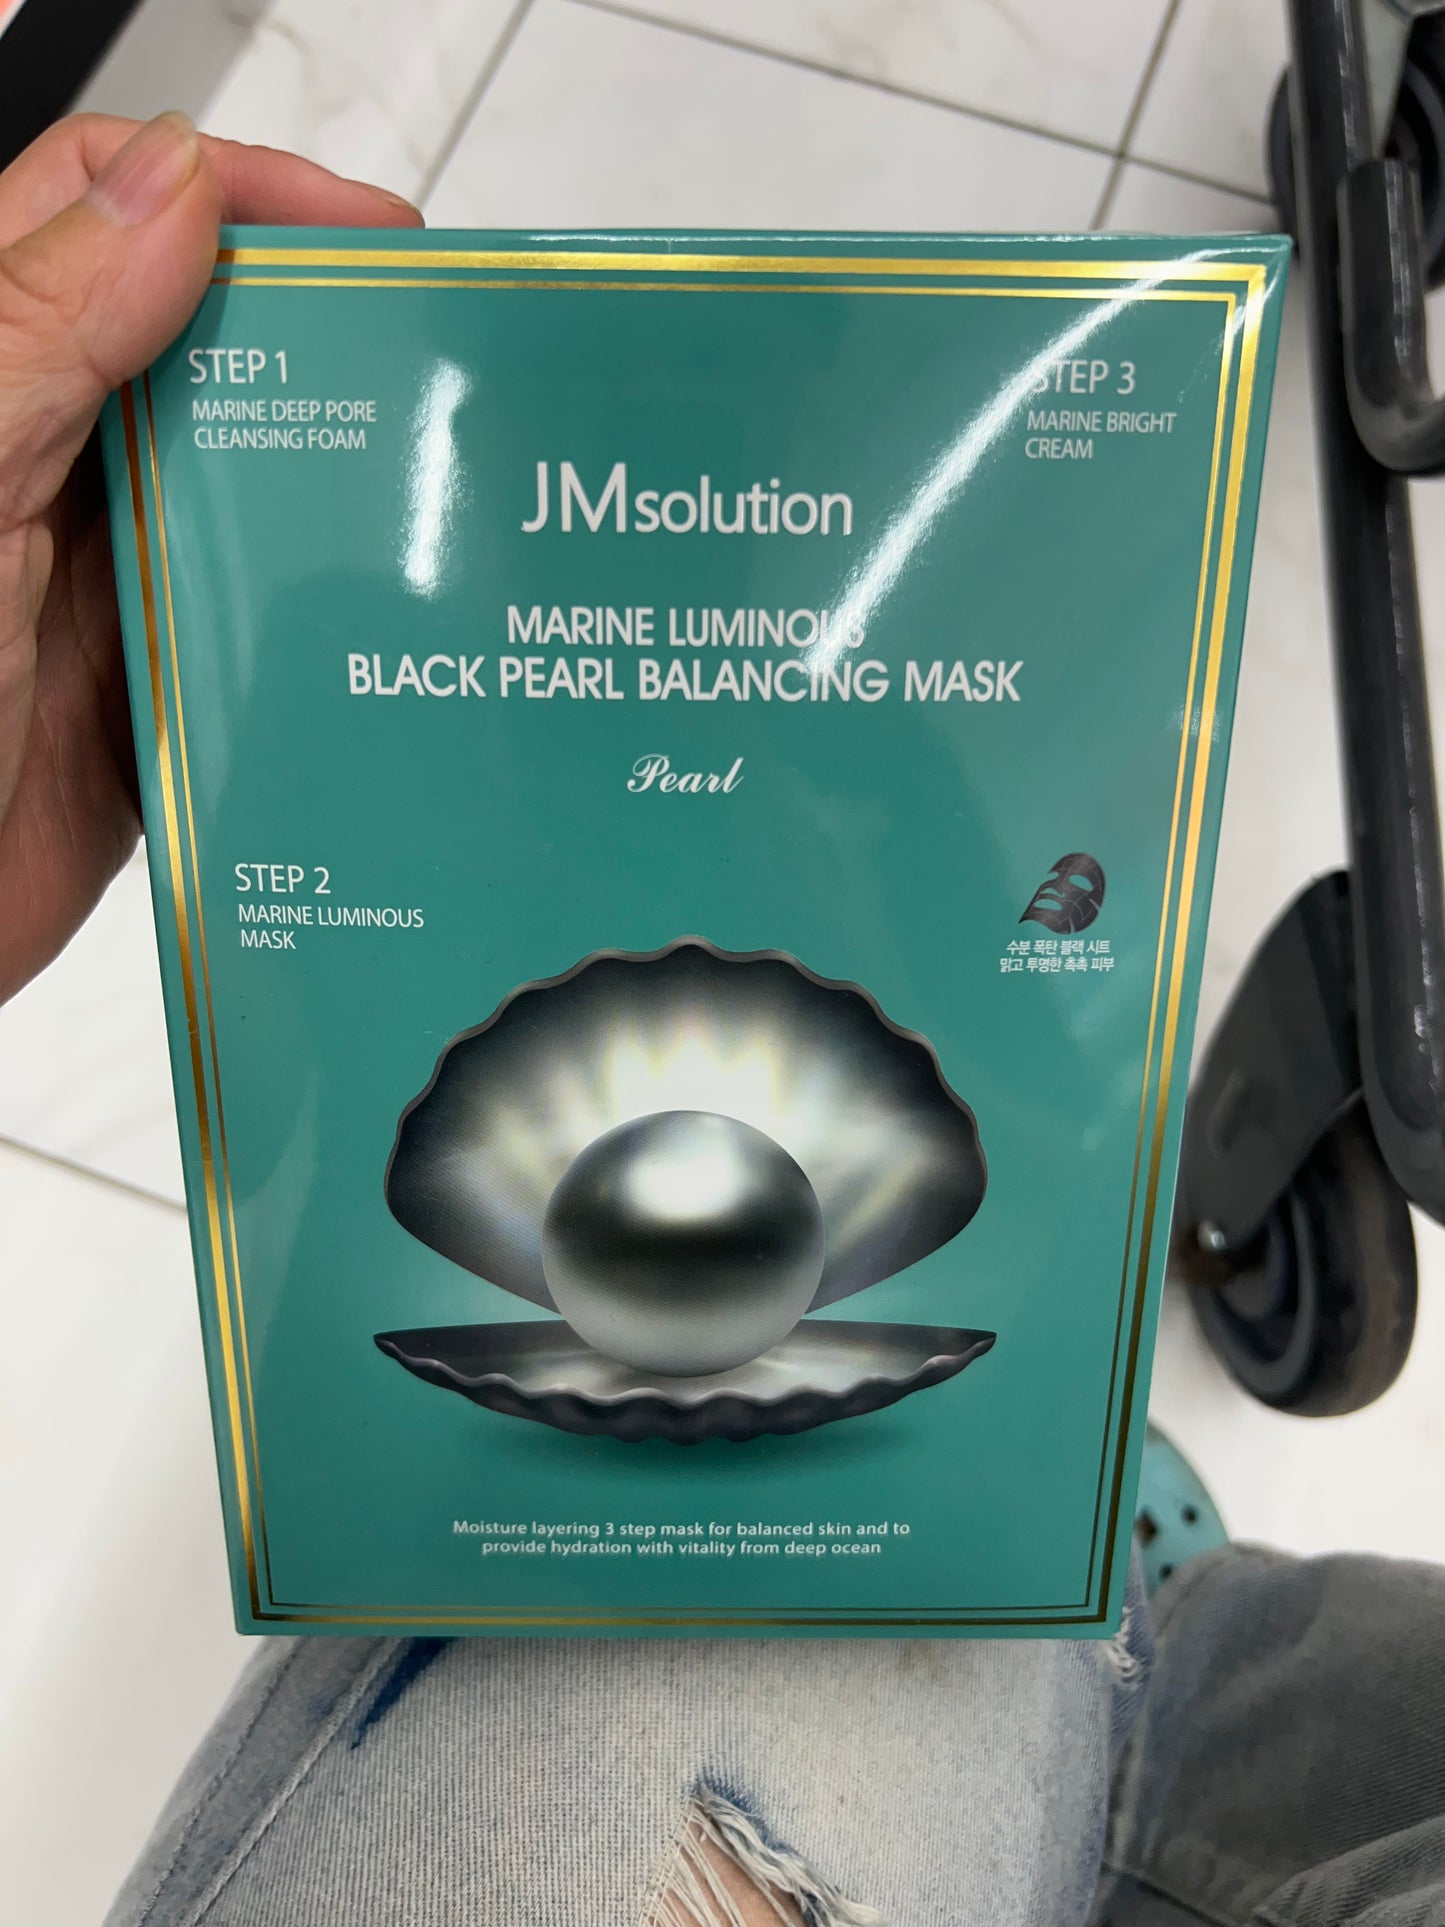 STEP 1
MARINE DEEP PORE
CLEANSING FOAM
STEP 3
MARINE BRIGHT
CREAM
JMsolution
MARINE LUMINOUS
BLACK PEARL BALANCING MASK
Pearl
STEP 2
MARINE LUMINOUS
MASK
수분 폭탄 블랙 시트
맑고 투명한 촉촉 피부
Moisture layering 3 step mask for balanced skin and to
provide hydration with vitality from deep ocean